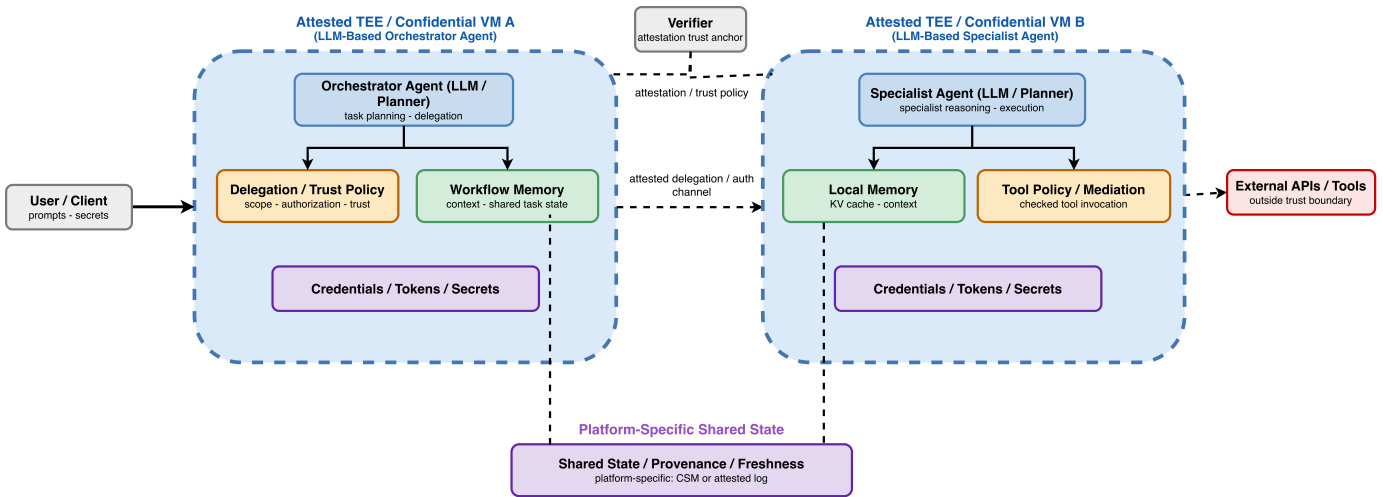 Attested TEE / Confidential VM A
(LLM-Based Orchestrator Agent)
Verifier
attestation trust anchor
Attested TEE / Confidential VM B
(LLM-Based Specialist Agent)
Orchestrator Agent (LLM /
Planner)
task planning - delegation
attestation / trust policy
Specialist Agent (LLM / Planner)
specialist reasoning - execution
User / Client
prompts - secrets
Delegation / Trust Policy
scope - authorization - trust
Workflow Memory
context - shared task state
attested delegation / auth
channel
Local Memory
KV cache - context
Tool Policy / Mediation
checked tool invocation
External APIs / Tools
outside trust boundary
Credentials / Tokens / Secrets
Credentials / Tokens / Secrets
Platform-Specific Shared State
Shared State / Provenance / Freshness
platform-specific: CSM or attested log